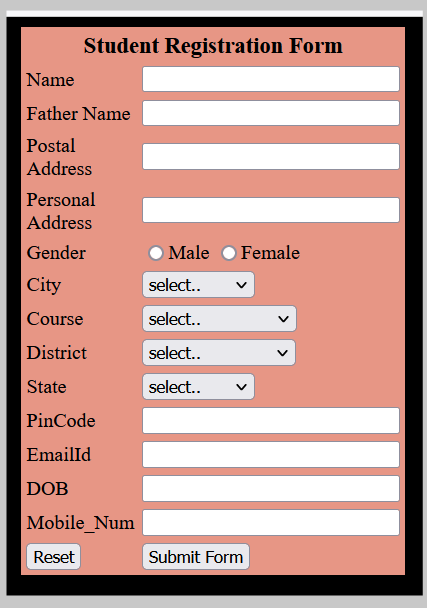 Student Registration Form
Name
Father Name
Postal
Address
Personal
Address
Gender Male Female
City select..
Course select..
District select..
State select..
PinCode
EmailId
DOB
Mobile_Num
Reset Submit Form